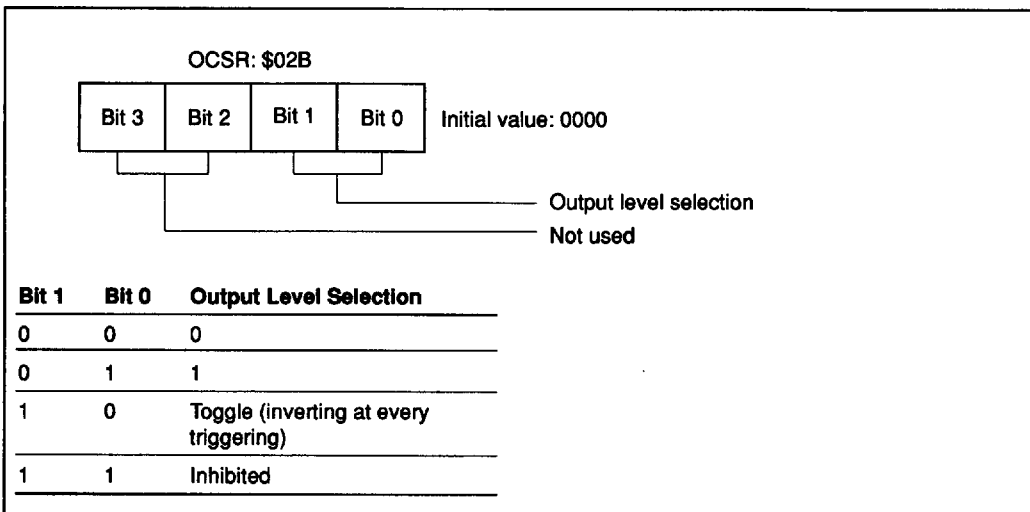 OCSR: $02B
Bit 3 Bit 2 Bit 1 Bit 0 Initial value: 0000
Output level selection
Not used
Bit 1 Bit 0 Output Level Selection
0 0 0
0 1 1
1 0 Toggle (inverting at every
triggering)
1 1 Inhibited